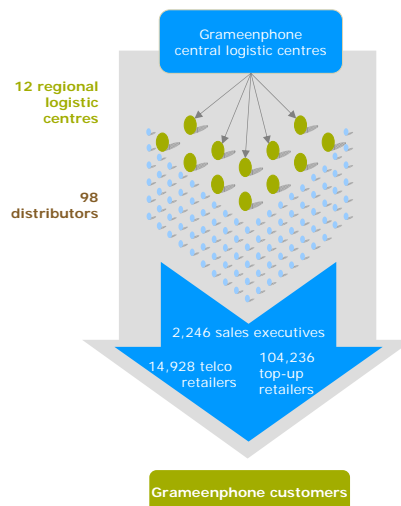 Grameenphone
central logistic centres
12 regional
logistic
centres
98
distributors
2,246 sales executives
14,928 telco
retailers
104,236
top-up
retailers
Grameenphone customers